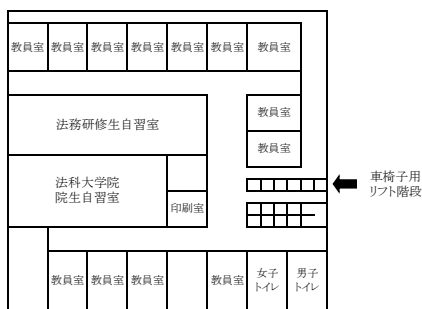 教員室 教員室 教員室 教員室 教員室 教員室 教員室
法務研修生自習室
教員室
教員室
法科大学院
院生自習室
印刷室
車椅子用
リフト階段
教員室 教員室 教員室 教員室
女子
トイレ
男子
トイレ